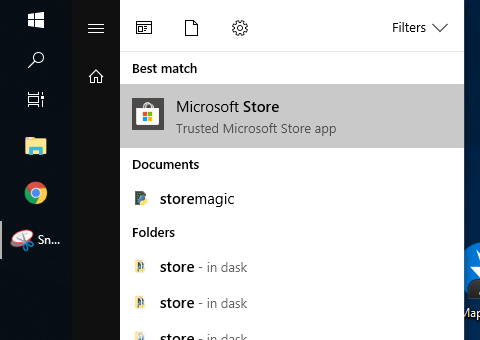 Filters
Best match
Microsoft Store
Trusted Microsoft Store app
Documents
storemagic
Folders
store - in dask
store - in dask
store - in dask
Sn...
Map